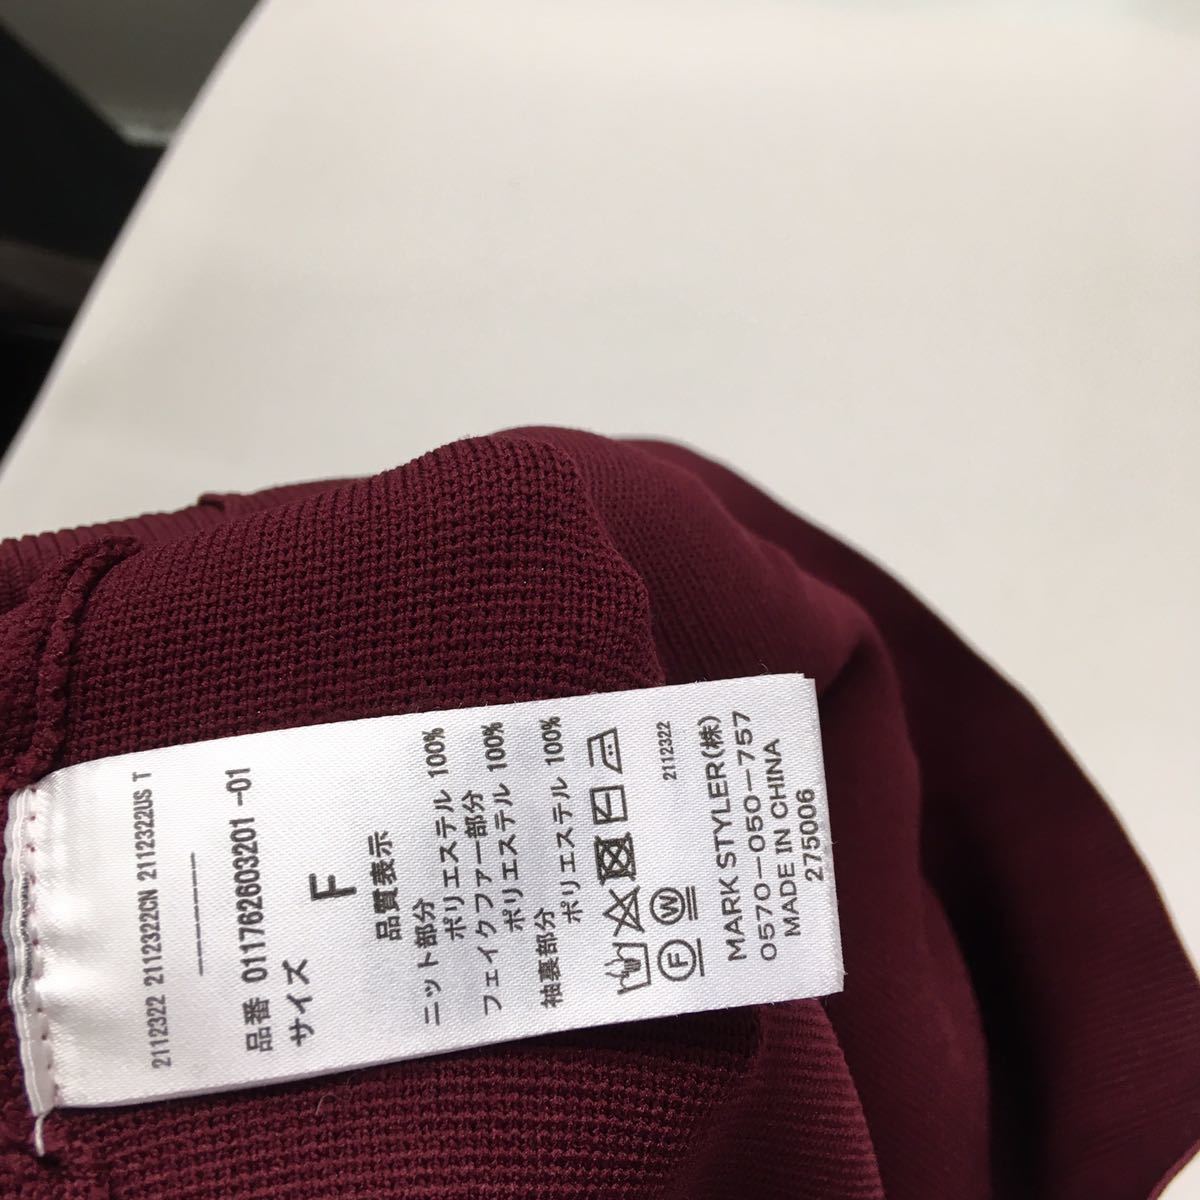 2112322 2112322CN 2112322US T
-----
品番 011762603201 -01
サイズ
F
品質表示
ニット部分
ポリエステル 100%
フェイクファー部分
ポリエステル 100%
袖裏部分
ポリエステル 100%
F W
2112322
MARK STYLER(株)
0570-050-757
MADE IN CHINA
275006